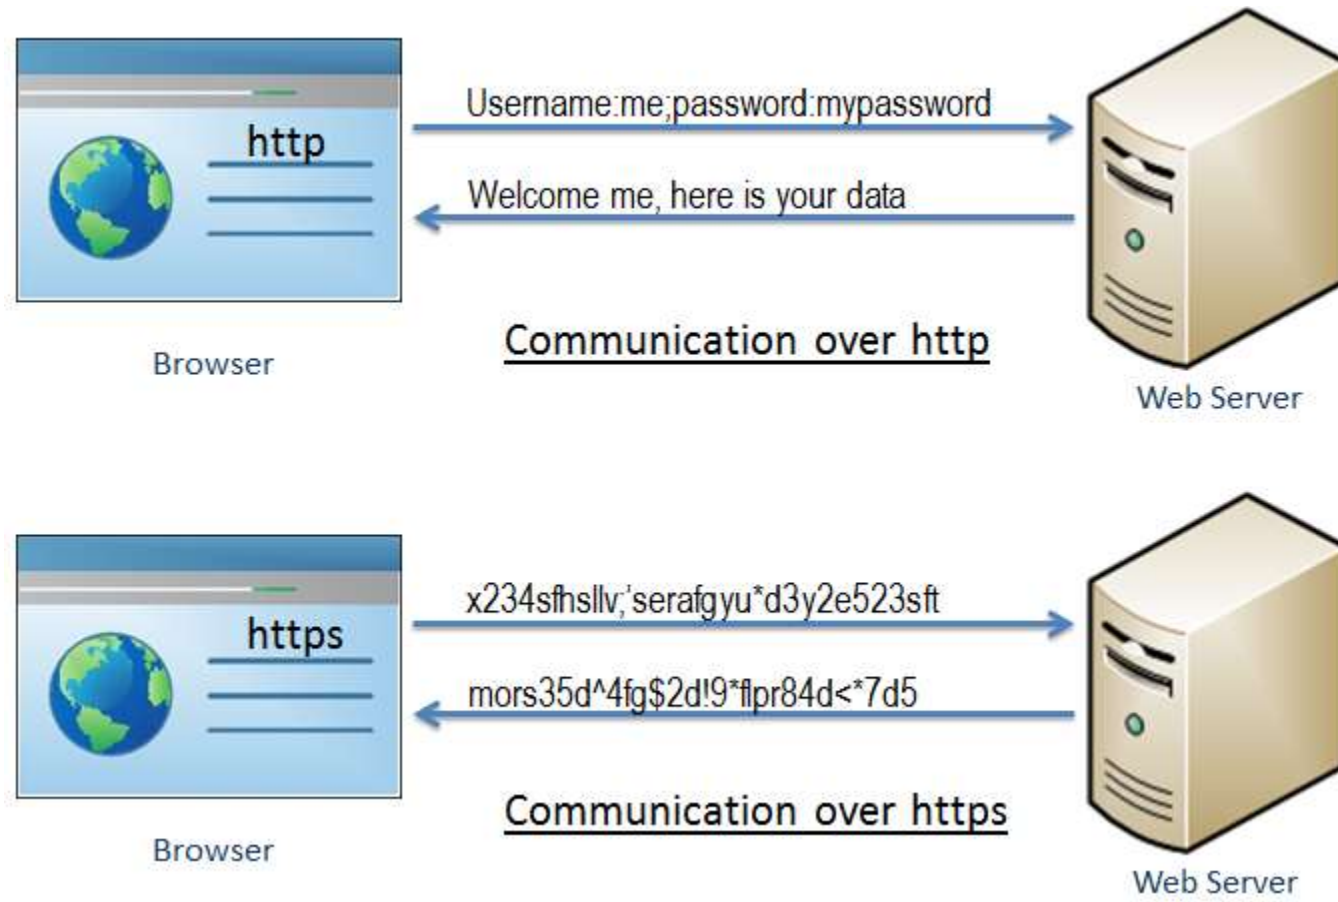 http
Username:me;password:mypassword
Welcome me, here is your data
Communication over http
Browser
Web Server
https
x234sfhsllv;'serafgyu*d3y2e523sft
mors35d^4fg$2d!9*flpr84d<*7d5
Communication over https
Browser
Web Server